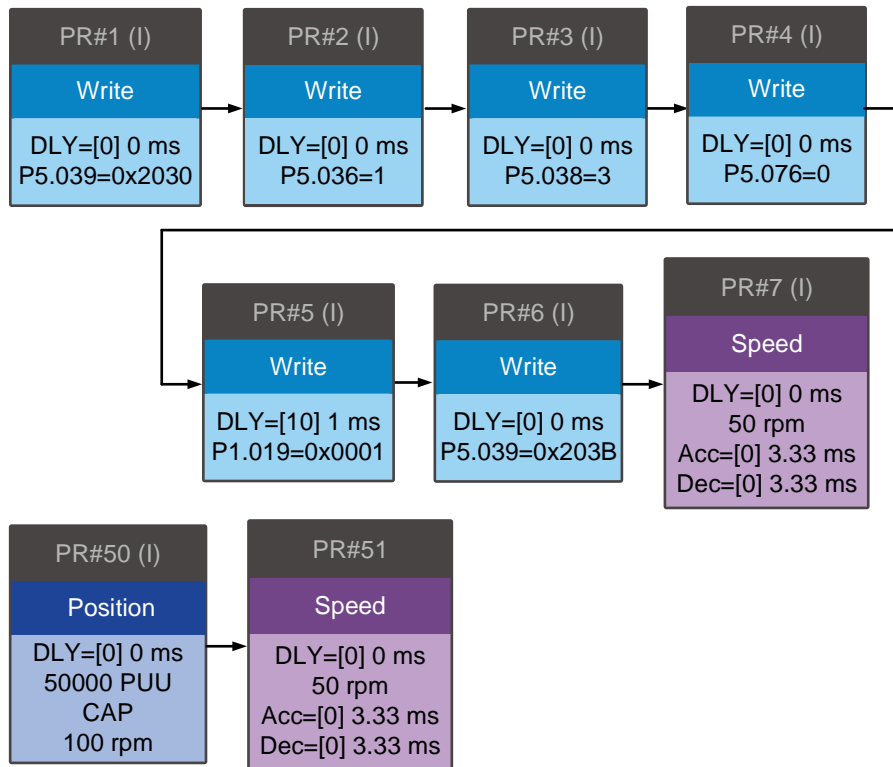 PR#1 (I)
Write
DLY=[0] 0 ms
P5.039=0x2030
PR#2 (I)
Write
DLY=[0] 0 ms
P5.036=1
PR#3 (I)
Write
DLY=[0] 0 ms
P5.038=3
PR#4 (I)
Write
DLY=[0] 0 ms
P5.076=0
PR#5 (I)
Write
DLY=[10] 1 ms
P1.019=0x0001
PR#6 (I)
Write
DLY=[0] 0 ms
P5.039=0x203B
PR#7 (I)
Speed
DLY=[0] 0 ms
50 rpm
Acc=[0] 3.33 ms
Dec=[0] 3.33 ms
PR#50 (I)
Position
DLY=[0] 0 ms
50000 PUU
CAP
100 rpm
PR#51
Speed
DLY=[0] 0 ms
50 rpm
Acc=[0] 3.33 ms
Dec=[0] 3.33 ms